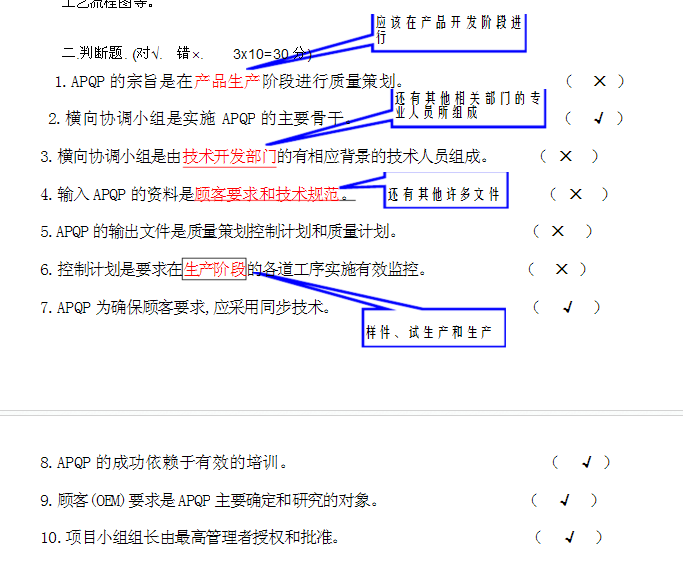 工艺流程图等。
应该在产品开发阶段进
行
二.判断题.(对√. 错×. 3x10=30 分)
1.APQP 的宗旨是在产品生产阶段进行质量策划。 ( × )
还有其他相关部门的专
业人员所组成
2.横向协调小组是实施 APQP 的主要骨干。 ( √ )
3.横向协调小组是由技术开发部门的有相应背景的技术人员组成。 ( × )
4.输入 APQP 的资料是顾客要求和技术规范。 ( × )
还有其他许多文件
5.APQP 的输出文件是质量策划控制计划和质量计划。 ( × )
6.控制计划是要求在生产阶段的各道工序实施有效监控。 ( × )
7.APQP 为确保顾客要求,应采用同步技术。 ( √ )
样件、试生产和生产
8.APQP 的成功依赖于有效的培训。 ( √ )
9.顾客(OEM)要求是APQP 主要确定和研究的对象。 ( √ )
10.项目小组组长由最高管理者授权和批准。 ( √ )